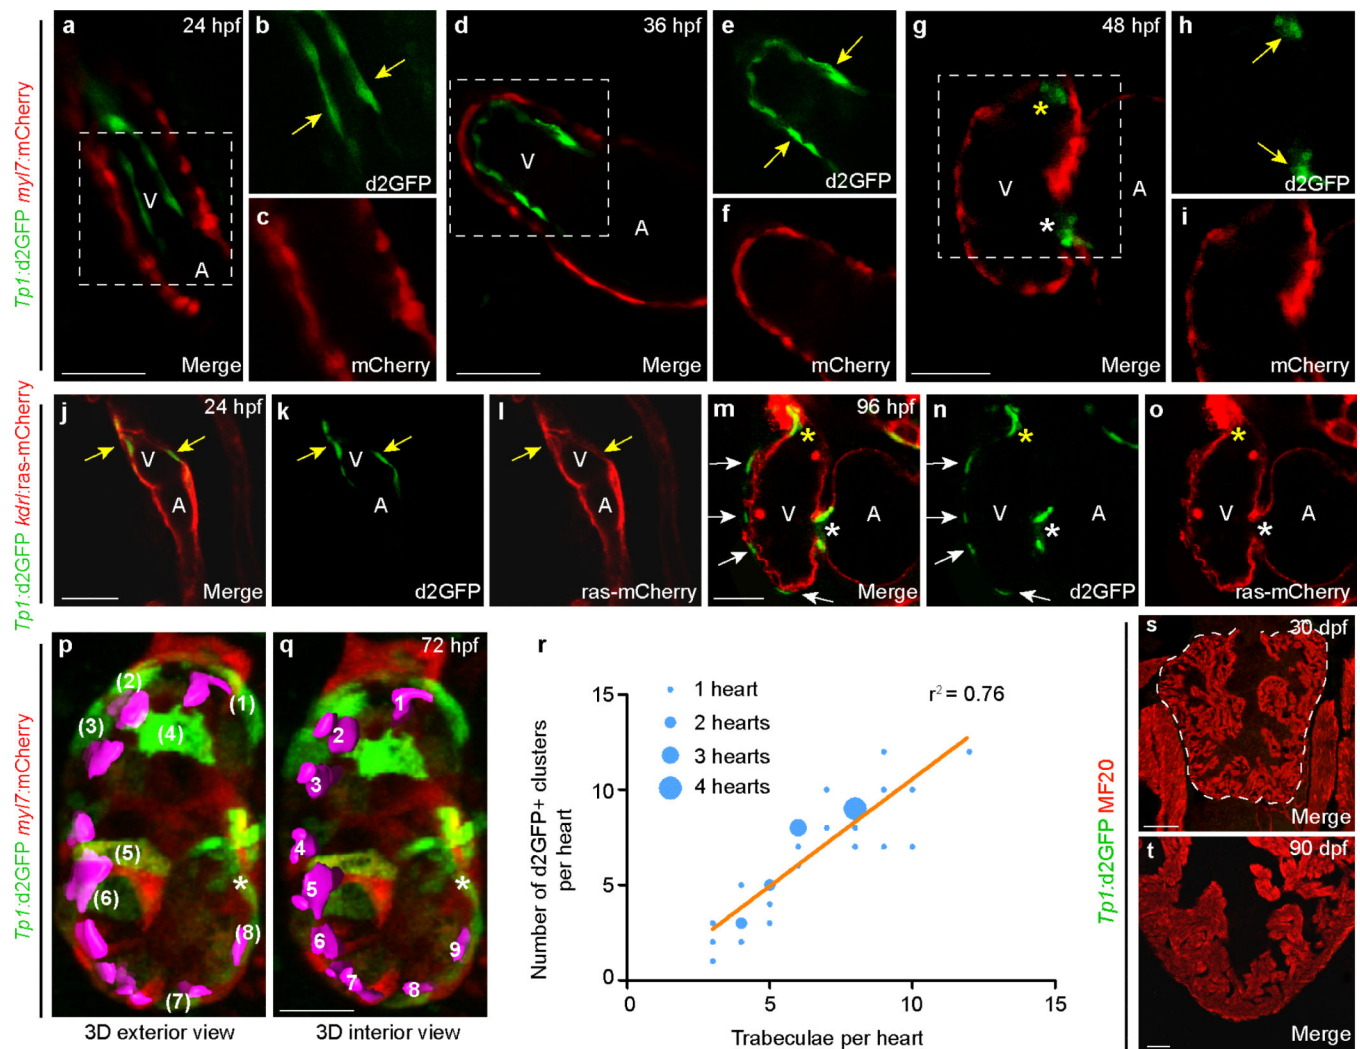 Tp1:d2GFP myl7:mCherry
a
24 hpf
V
A
Merge
b
d2GFP
c
mCherry
d
36 hpf
V
A
Merge
e
d2GFP
f
mCherry
g
48 hpf
*
V
A
*
Merge
h
d2GFP
i
mCherry
Tp1:d2GFP kdrl:ras-mCherry
j
24 hpf
V
A
Merge
k
V
A
d2GFP
l
V
A
ras-mCherry
m
96 hpf
*
V
A
*
Merge
n
*
V
A
*
d2GFP
o
*
V
A
*
ras-mCherry
Tp1:d2GFP myl7:mCherry
p
(2)
(1)
(3)
(4)
(5)
*
(6)
(8)
(7)
3D exterior view
q
72 hpf
1
2
3
4
5
*
6
9
7
8
3D interior view
r
r² = 0.76
1 heart
2 hearts
3 hearts
4 hearts
Number of d2GFP+ clusters
per heart
15
10
5
0
0
5
10
15
Trabeculae per heart
Tp1:d2GFP MF20
s
30 dpf
Merge
t
90 dpf
Merge